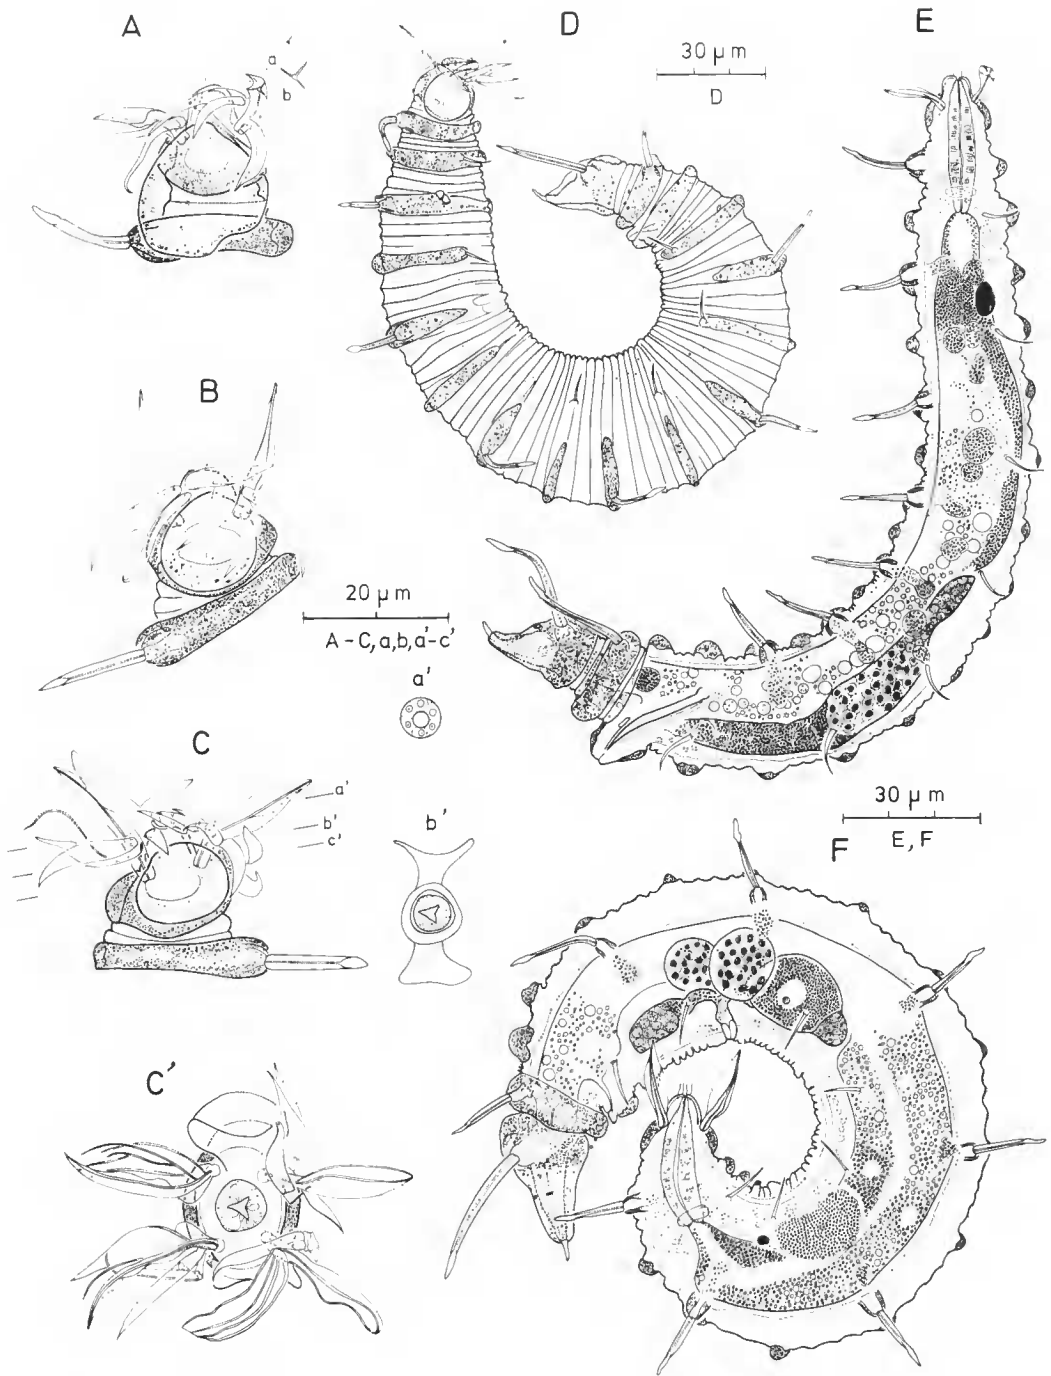 A
a
b
D
30 µm
D
E
B
20 µm
A - C, a, b, a' - c'
a'
C
a'
b'
c'
b'
30 µm
E, F
F
C'